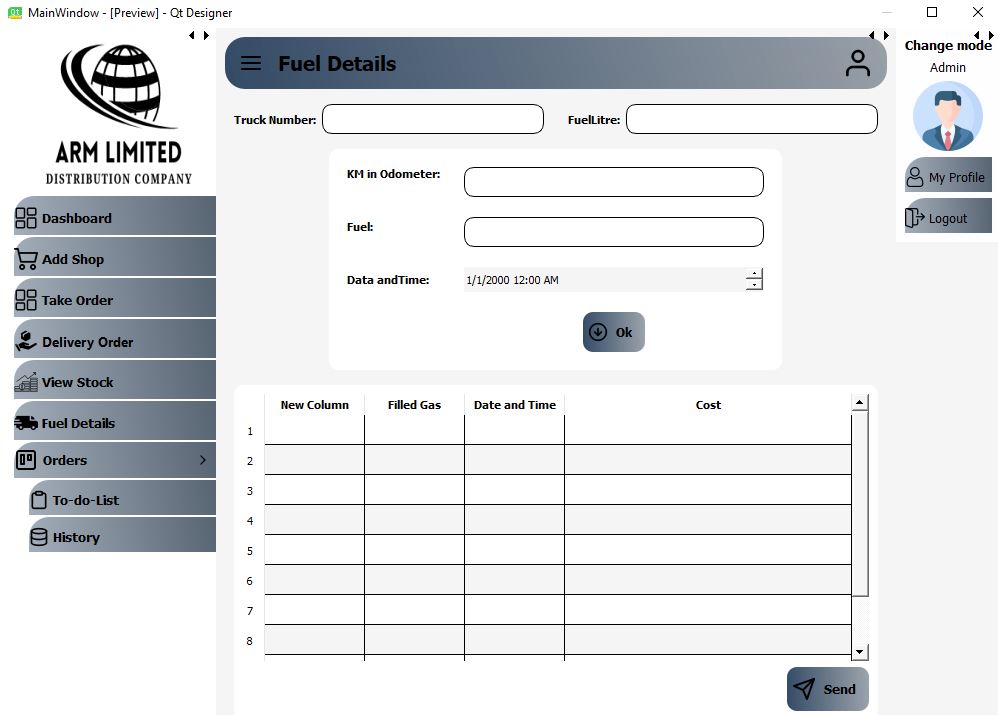 MainWindow - [Preview] - Qt Designer
ARM LIMITED
DISTRIBUTION COMPANY
Dashboard
Add Shop
Take Order
Delivery Order
View Stock
Fuel Details
Orders
To-do-List
History
Fuel Details
Truck Number:
FuelLitre:
KM in Odometer:
Fuel:
Data andTime:
1/1/2000 12:00 AM
Ok
New Column Filled Gas Date and Time Cost
1
2
3
4
5
6
7
8
Send
Change mode
Admin
My Profile
Logout